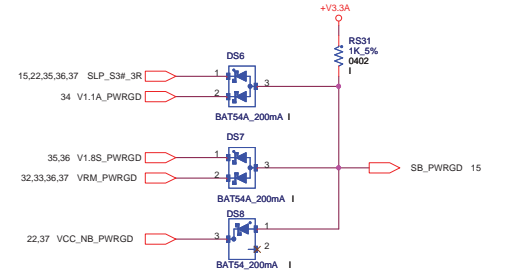 +V3.3A
RS31
1K_5%
0402
I
DS6
15,22,35,36,37 SLP_S3#_3R 1
3
34 V1.1A_PWRGD 2
BAT54A_200mA I
DS7
35,36 V1.8S_PWRGD 1
3 SB_PWRGD 15
32,33,36,37 VRM_PWRGD 2
BAT54A_200mA I
DS8
1
22,37 VCC_NB_PWRGD 3
2
BAT54_200mA I